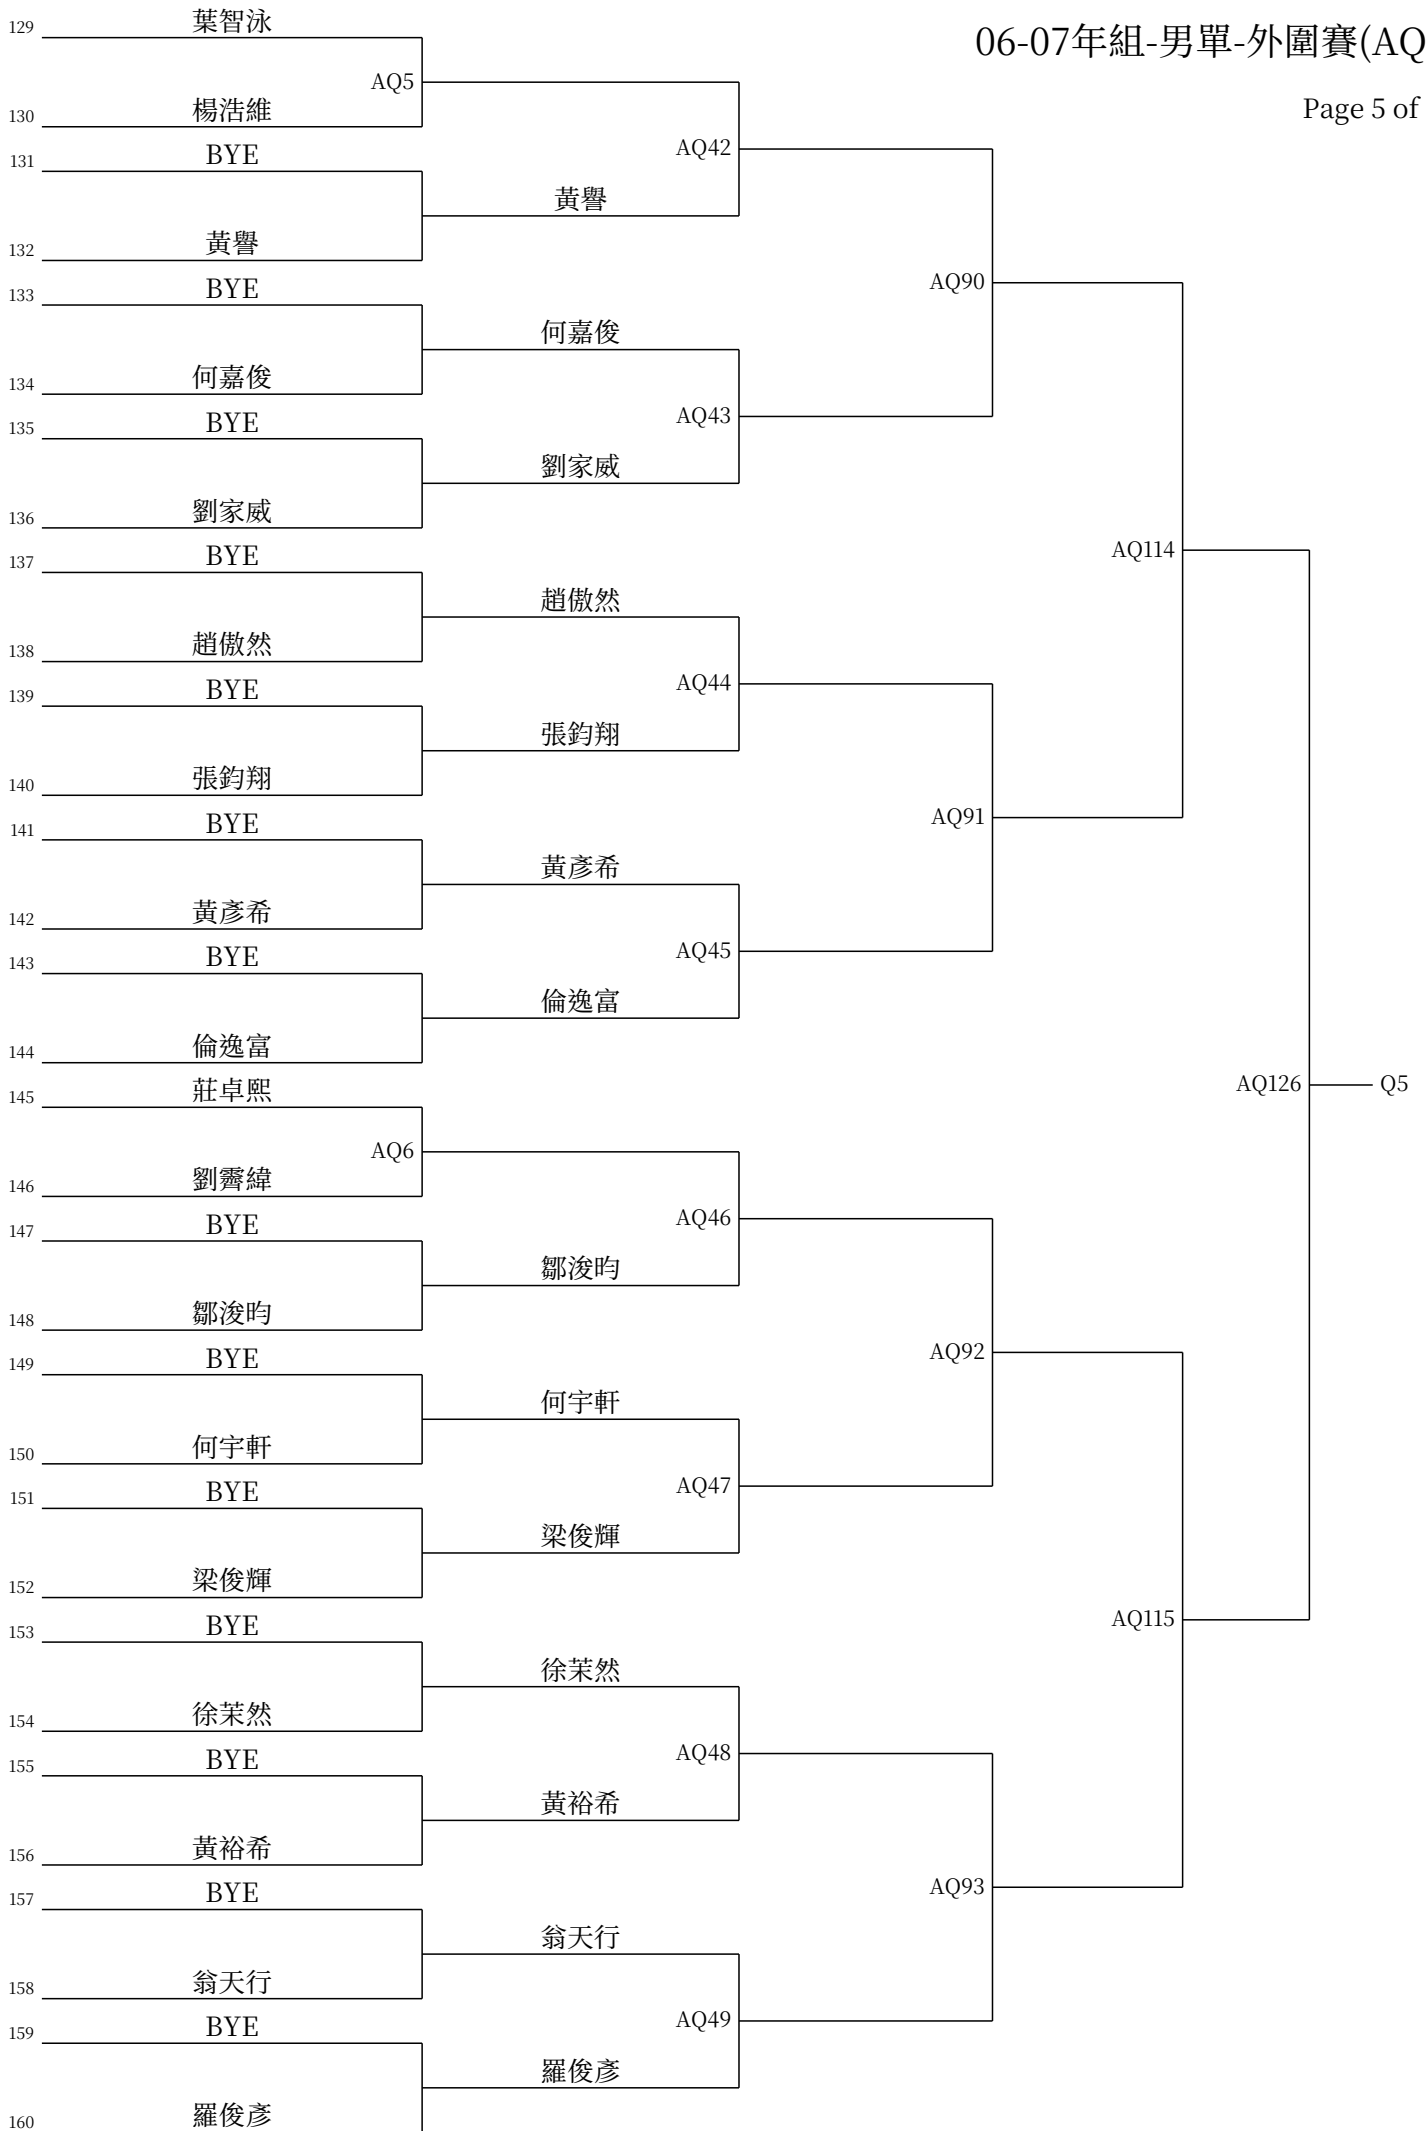 06-07年組-男單-外圍賽(AQ
Page 5 of
129 葉智泳
AQ5
130 楊浩維
AQ42
131 BYE
黃譽
132 黃譽
AQ90
133 BYE
何嘉俊
134 何嘉俊
AQ43
135 BYE
劉家威
136 劉家威
AQ114
137 BYE
趙傲然
138 趙傲然
AQ44
139 BYE
張鈞翔
140 張鈞翔
AQ91
141 BYE
黃彥希
142 黃彥希
AQ45
143 BYE
倫逸富
144 倫逸富
AQ126 Q5
145 莊卓熙
AQ6
146 劉霽緯
AQ46
147 BYE
鄒浚昀
148 鄒浚昀
AQ92
149 BYE
何宇軒
150 何宇軒
AQ47
151 BYE
梁俊輝
152 梁俊輝
AQ115
153 BYE
徐茉然
154 徐茉然
AQ48
155 BYE
黃裕希
156 黃裕希
AQ93
157 BYE
翁天行
158 翁天行
AQ49
159 BYE
羅俊彥
160 羅俊彥